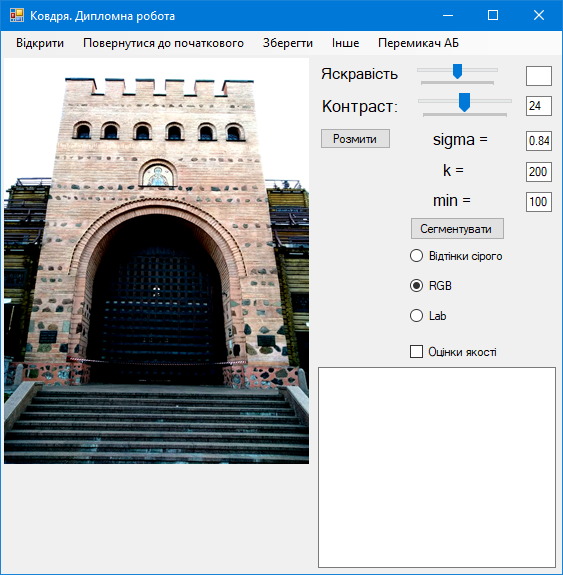 Ковдря. Дипломна робота
Відкрити Повернутися до початкового Зберегти Інше Перемикач АБ
Яскравість
Контраст: 24
Розмити sigma = 0.84
k = 200
min = 100
Сегментувати
Відтінки сірого
RGB
Lab
Оцінки якості